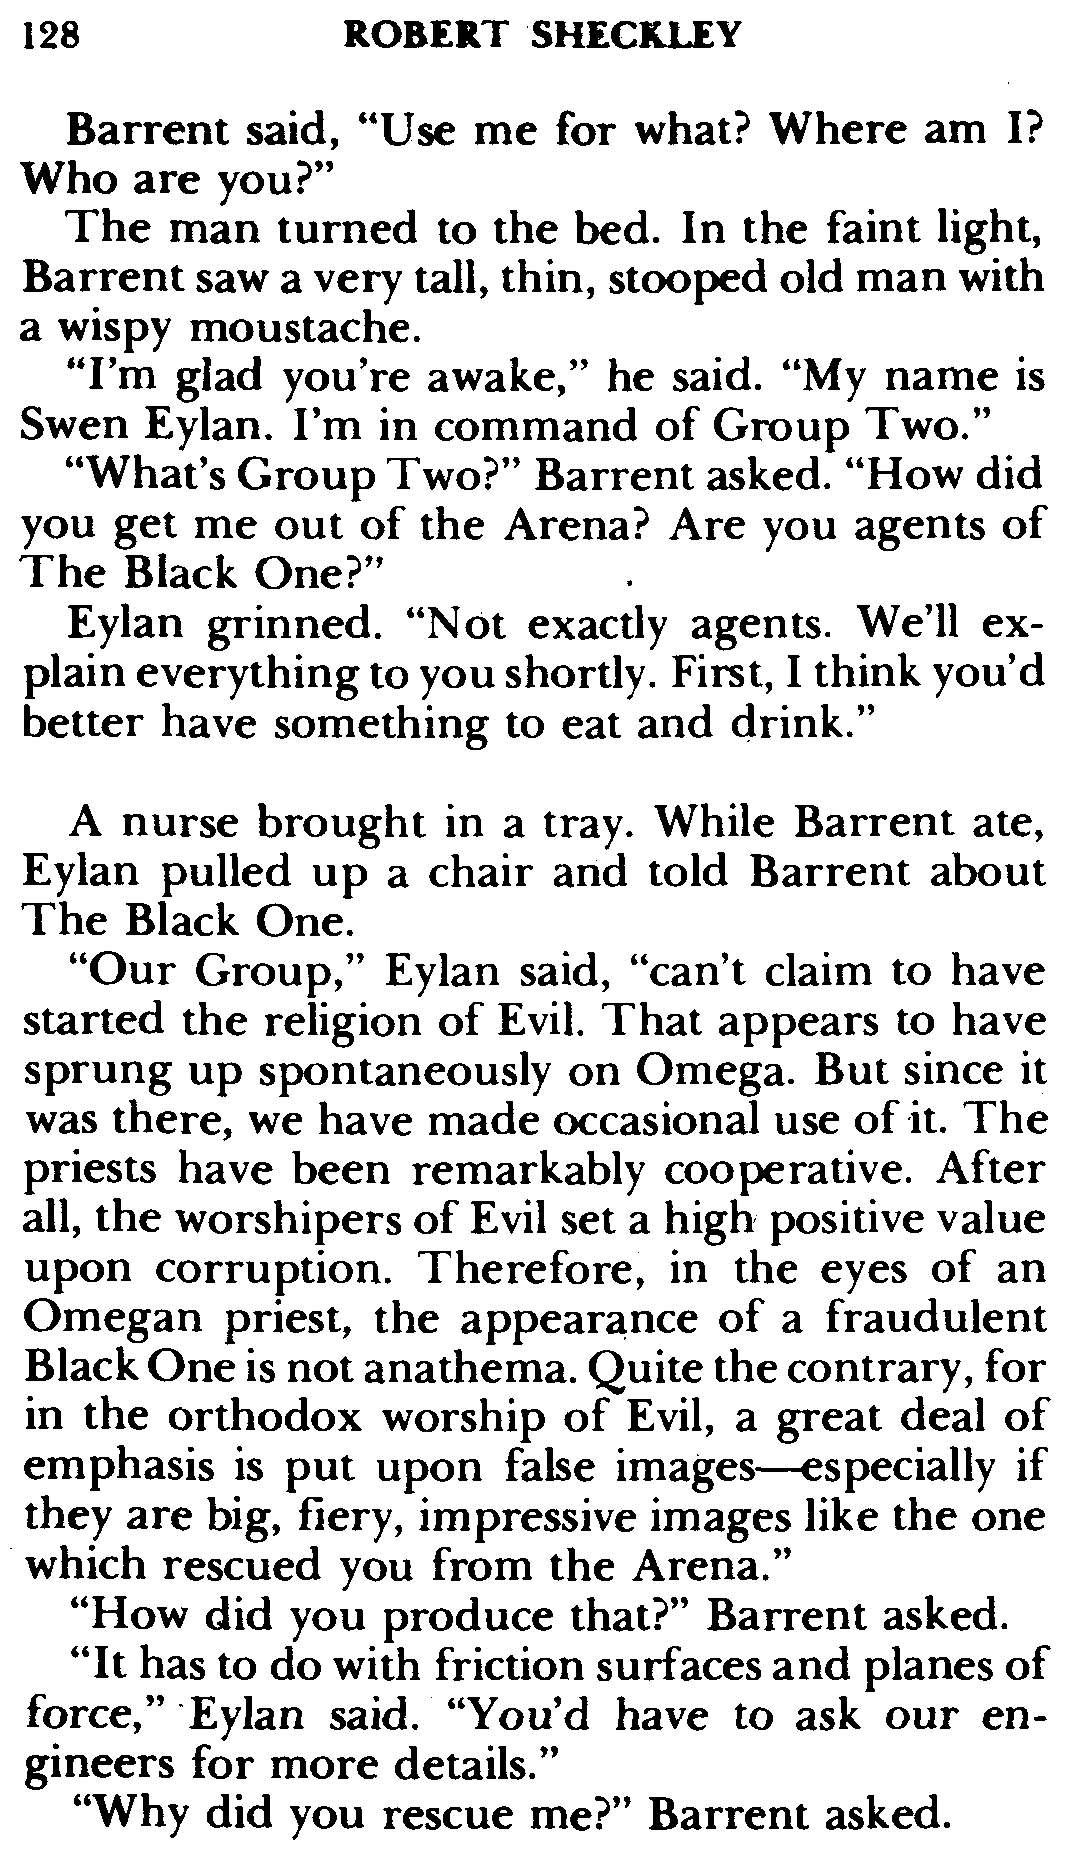 128 ROBERT SHECKLEY
Barrent said, “Use me for what? Where am I?
Who are you?”
The man turned to the bed. In the faint light,
Barrent saw a very tall, thin, stooped old man with
a wispy moustache.
“I’m glad you’re awake,” he said. “My name is
Swen Eylan. I’m in command of Group Two.”
“What’s Group Two?” Barrent asked. “How did
you get me out of the Arena? Are you agents of
The Black One?”
Eylan grinned. “Not exactly agents. We’ll ex-
plain everything to you shortly. First, I think you’d
better have something to eat and drink.”
A nurse brought in a tray. While Barrent ate,
Eylan pulled up a chair and told Barrent about
The Black One.
“Our Group,” Eylan said, “can’t claim to have
started the religion of Evil. That appears to have
sprung up spontaneously on Omega. But since it
was there, we have made occasional use of it. The
priests have been remarkably cooperative. After
all, the worshipers of Evil set a high positive value
upon corruption. Therefore, in the eyes of an
Omegan priest, the appearance of a fraudulent
Black One is not anathema. Quite the contrary, for
in the orthodox worship of Evil, a great deal of
emphasis is put upon false images—especially if
they are big, fiery, impressive images like the one
which rescued you from the Arena.”
“How did you produce that?” Barrent asked.
“It has to do with friction surfaces and planes of
force,” Eylan said. “You’d have to ask our en-
gineers for more details.”
“Why did you rescue me?” Barrent asked.